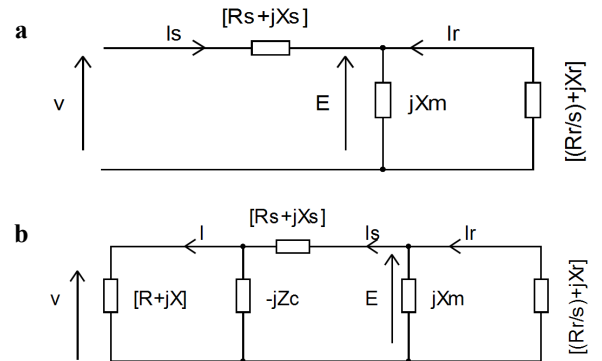 [Rs+jXs]
a
Is
Ir
v
E
jXm
[(Rr/s)+jXr]
[Rs+jXs]
b
I
Is
Ir
v
[R+jX]
-jZc
E
jXm
[(Rr/s)+jXr]